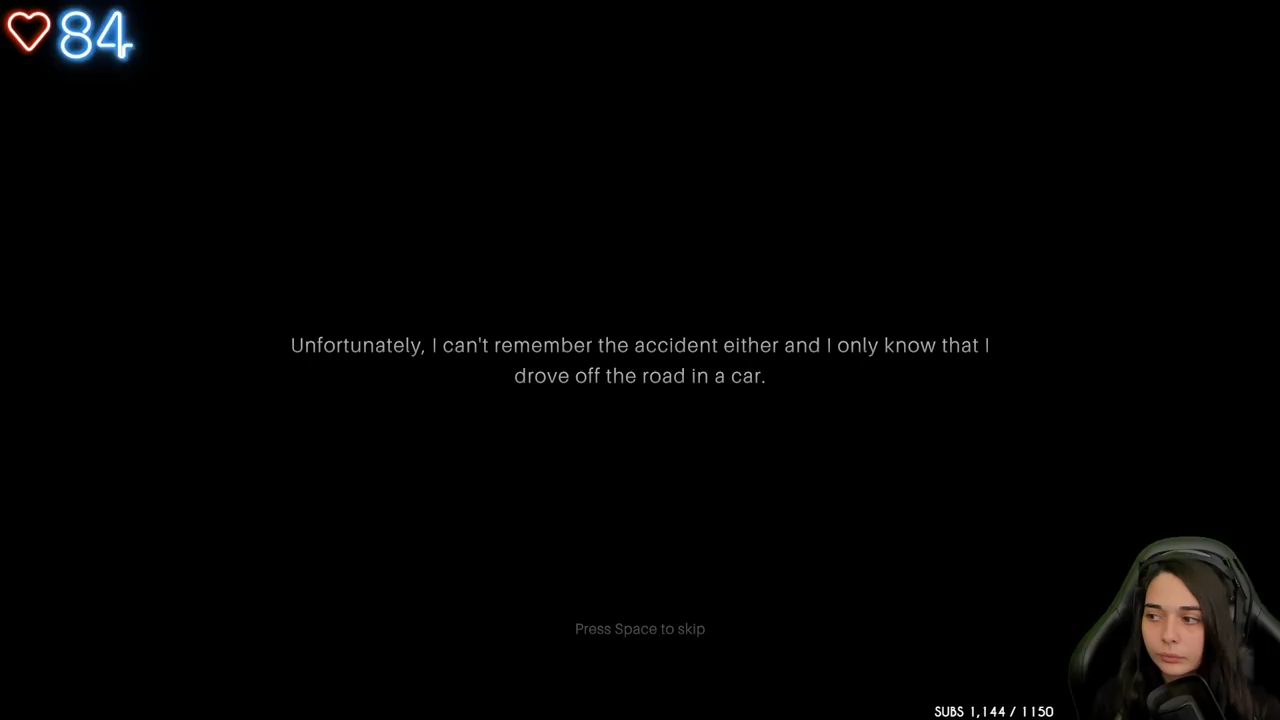 84
Unfortunately, I can't remember the accident either and I only know that I
drove off the road in a car.
Press Space to skip
SUBS 1,144 / 1150